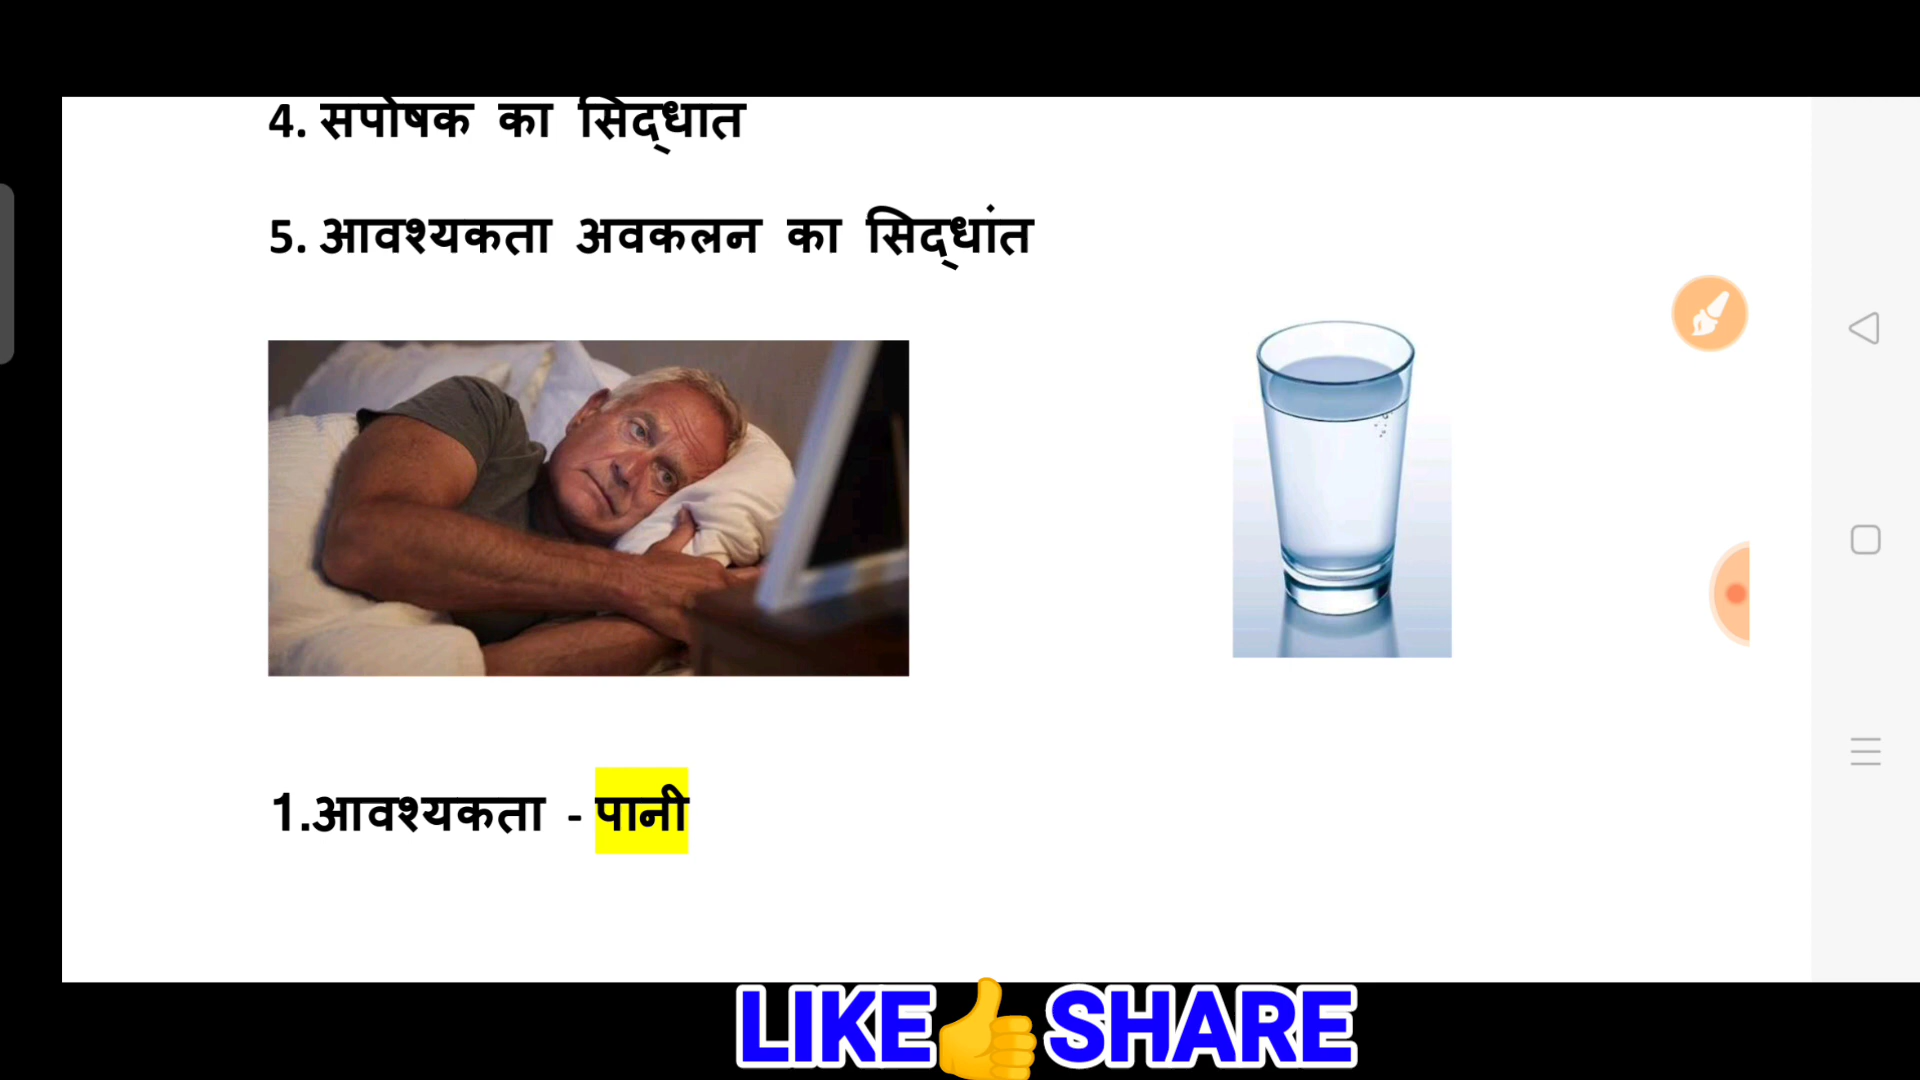 4. सपोषक का सिद्धात
5. आवश्यकता अवकलन का सिद्धांत
1.आवश्यकता - पानी
LIKE👍SHARE